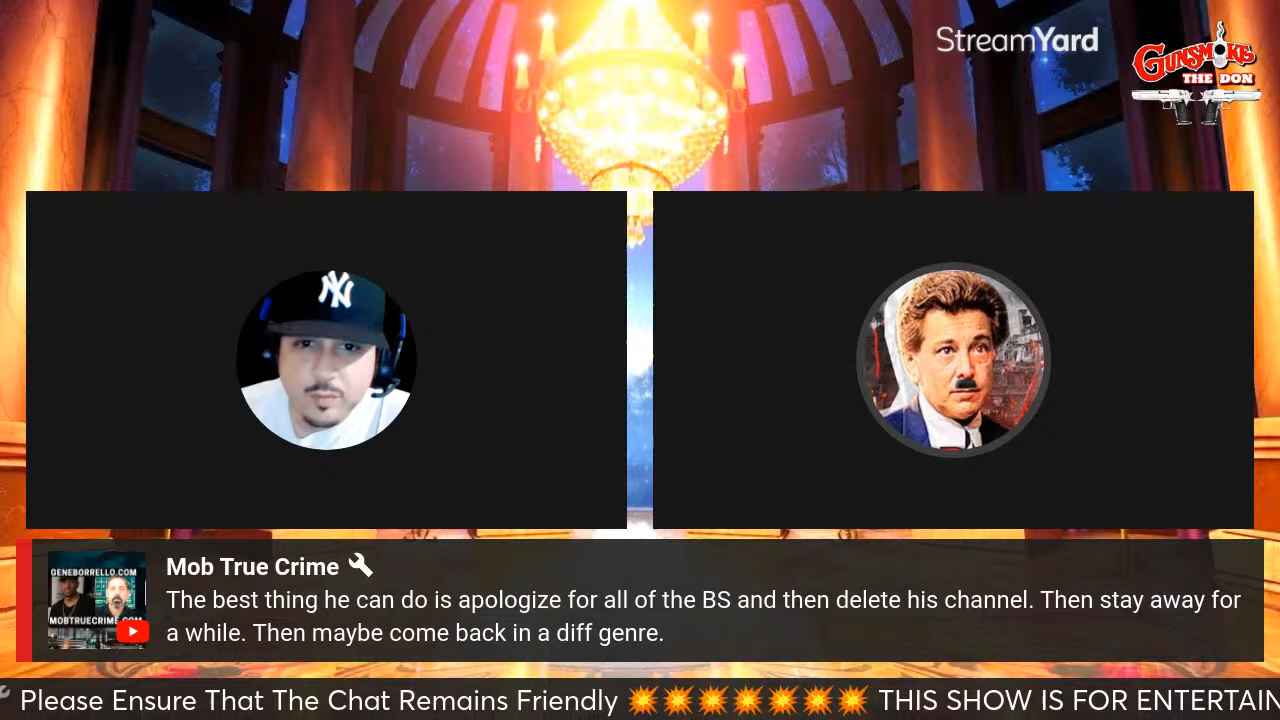 StreamYard
GUNSMOKE
THE DON
GENEBORRELLO.COM
MOBTRUECRIME.COM
Mob True Crime
The best thing he can do is apologize for all of the BS and then delete his channel. Then stay away for
a while. Then maybe come back in a diff genre.
Please Ensure That The Chat Remains Friendly 💥💥💥💥💥💥💥 THIS SHOW IS FOR ENTERTAIN